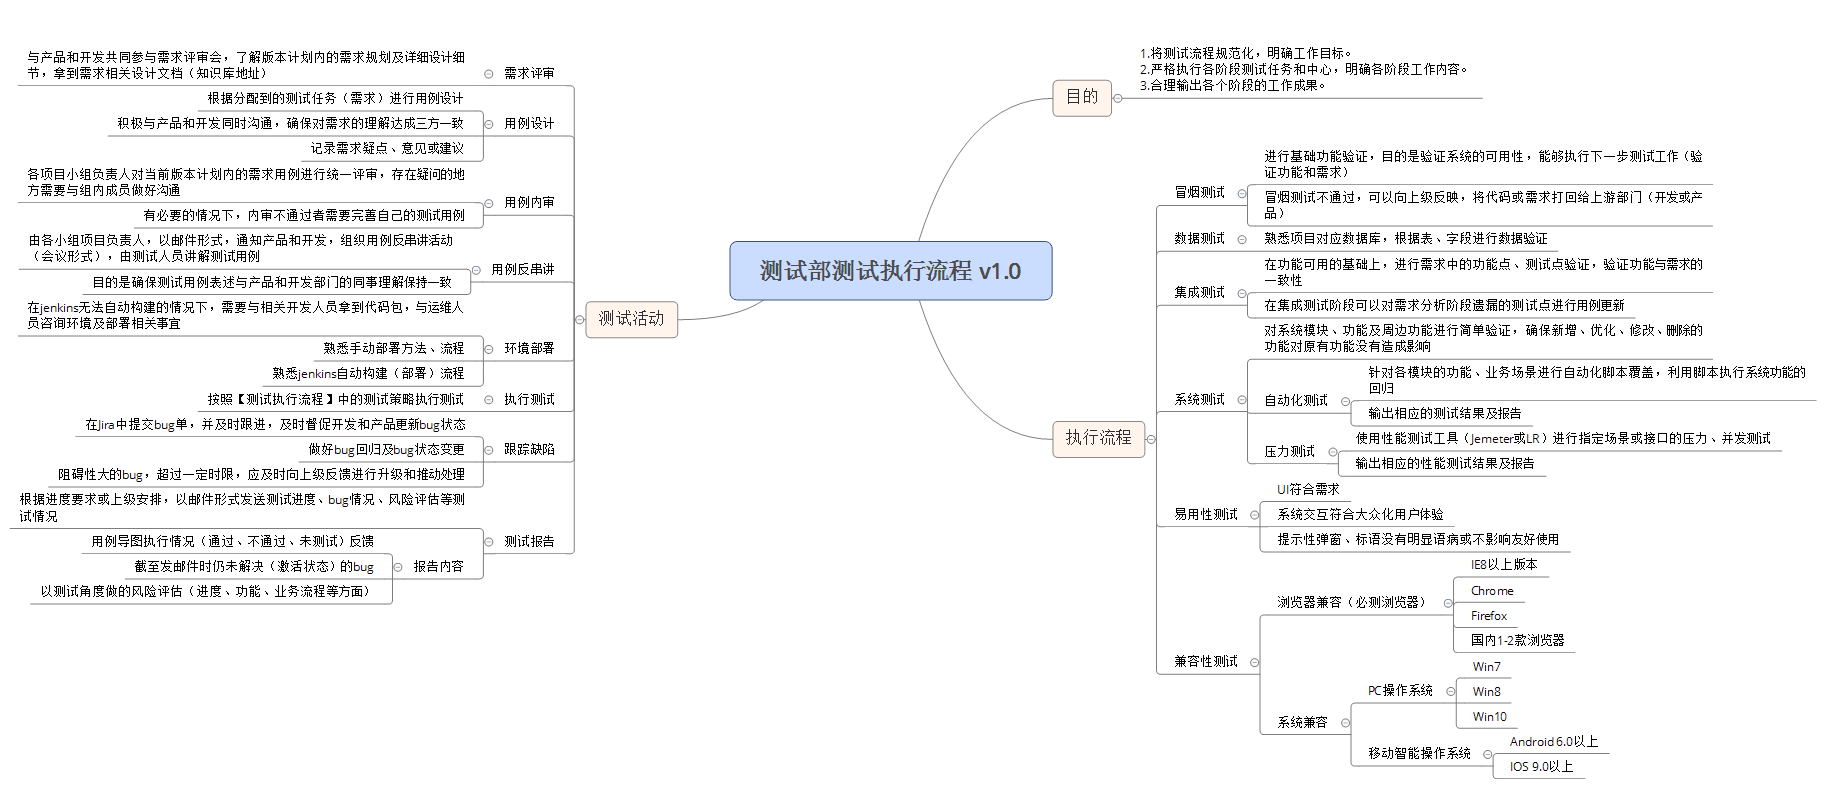 测试部测试执行流程 v1.0
目的
1.将测试流程规范化，明确工作目标。
2.严格执行各阶段测试任务和中心，明确各阶段工作内容。
3.合理输出各个阶段的工作成果。
执行流程
冒烟测试
进行基础功能验证，目的是验证系统的可用性，能够执行下一步测试工作（验
证功能和需求）
冒烟测试不通过，可以向上级反映，将代码或需求打回给上游部门（开发或产
品）
数据测试
熟悉项目对应数据库，根据表、字段进行数据验证
集成测试
在功能可用的基础上，进行需求中的功能点、测试点验证，验证功能与需求的
一致性
在集成测试阶段可以对需求分析阶段遗漏的测试点进行用例更新
系统测试
对系统模块、功能及周边功能进行简单验证，确保新增、优化、修改、删除的
功能对原有功能没有造成影响
自动化测试
针对各模块的功能、业务场景进行自动化脚本覆盖，利用脚本执行系统功能的
回归
输出相应的测试结果及报告
压力测试
使用性能测试工具（Jemeter或LR）进行指定场景或接口的压力、并发测试
输出相应的性能测试结果及报告
易用性测试
UI符合需求
系统交互符合大众化用户体验
提示性弹窗、标语没有明显语病或不影响友好使用
兼容性测试
浏览器兼容（必测浏览器）
IE8以上版本
Chrome
Firefox
国内1-2款浏览器
系统兼容
PC操作系统
Win7
Win8
Win10
移动智能操作系统
Android 6.0以上
IOS 9.0以上
测试活动
需求评审
与产品和开发共同参与需求评审会，了解版本计划内的需求规划及详细设计细
节，拿到需求相关设计文档（知识库地址）
用例设计
根据分配到的测试任务（需求）进行用例设计
积极与产品和开发同时沟通，确保对需求的理解达成三方一致
记录需求疑点、意见或建议
用例内审
各项目小组负责人对当前版本计划内的需求用例进行统一评审，存在疑问的地
方需要与组内成员做好沟通
有必要的情况下，内审不通过者需要完善自己的测试用例
用例反串讲
由各小组项目负责人，以邮件形式，通知产品和开发，组织用例反串讲活动
（会议形式），由测试人员讲解测试用例
目的是确保测试用例表述与产品和开发部门的同事理解保持一致
环境部署
在jenkins无法自动构建的情况下，需要与相关开发人员拿到代码包，与运维人
员咨询环境及部署相关事宜
熟悉手动部署方法、流程
熟悉jenkins自动构建（部署）流程
执行测试
按照【测试执行流程】中的测试策略执行测试
跟踪缺陷
在Jira中提交bug单，并及时跟进，及时督促开发和产品更新bug状态
做好bug回归及bug状态变更
阻碍性大的bug，超过一定时限，应及时向上级反馈进行升级和推动处理
测试报告
根据进度要求或上级安排，以邮件形式发送测试进度、bug情况、风险评估等测
试情况
报告内容
用例导图执行情况（通过、不通过、未测试）反馈
截至发邮件时仍未解决（激活状态）的bug
以测试角度做的风险评估（进度、功能、业务流程等方面）